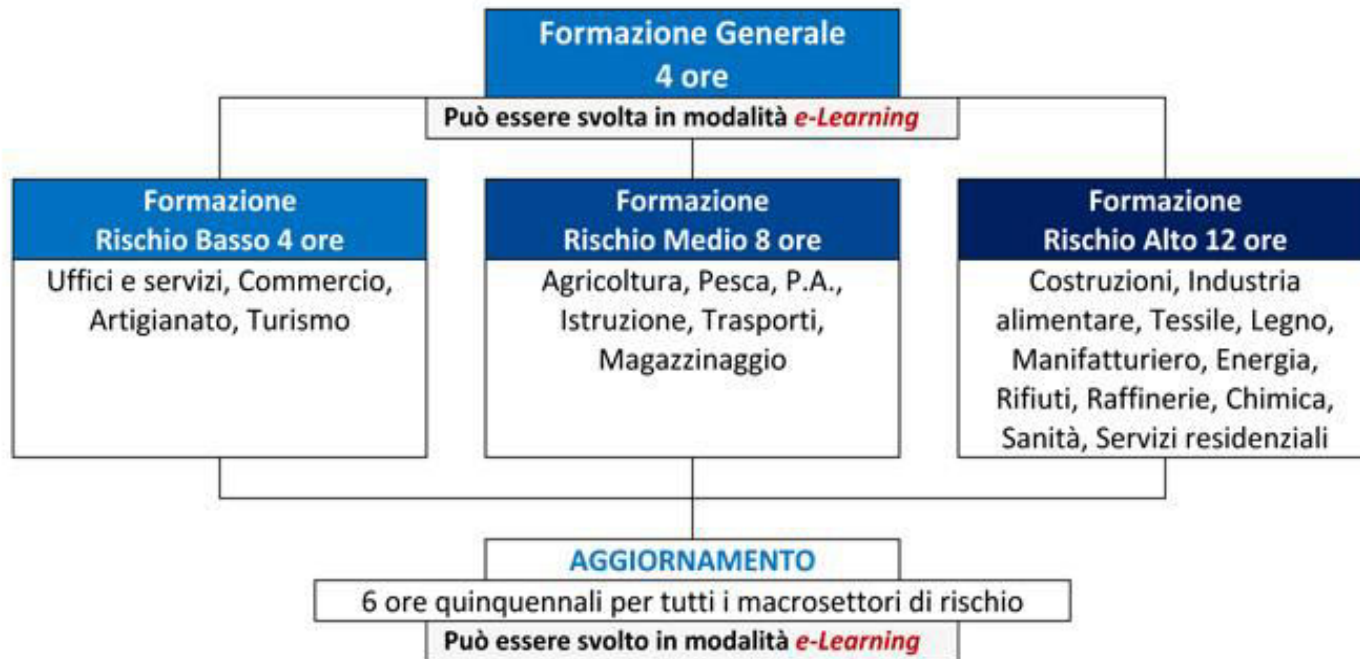 Formazione Generale
4 ore
Può essere svolta in modalità e-Learning
Formazione
Rischio Basso 4 ore
Uffici e servizi, Commercio,
Artigianato, Turismo
Formazione
Rischio Medio 8 ore
Agricoltura, Pesca, P.A.,
Istruzione, Trasporti,
Magazzinaggio
Formazione
Rischio Alto 12 ore
Costruzioni, Industria
alimentare, Tessile, Legno,
Manifatturiero, Energia,
Rifiuti, Raffinerie, Chimica,
Sanità, Servizi residenziali
AGGIORNAMENTO
6 ore quinquennali per tutti i macrosettori di rischio
Può essere svolto in modalità e-Learning